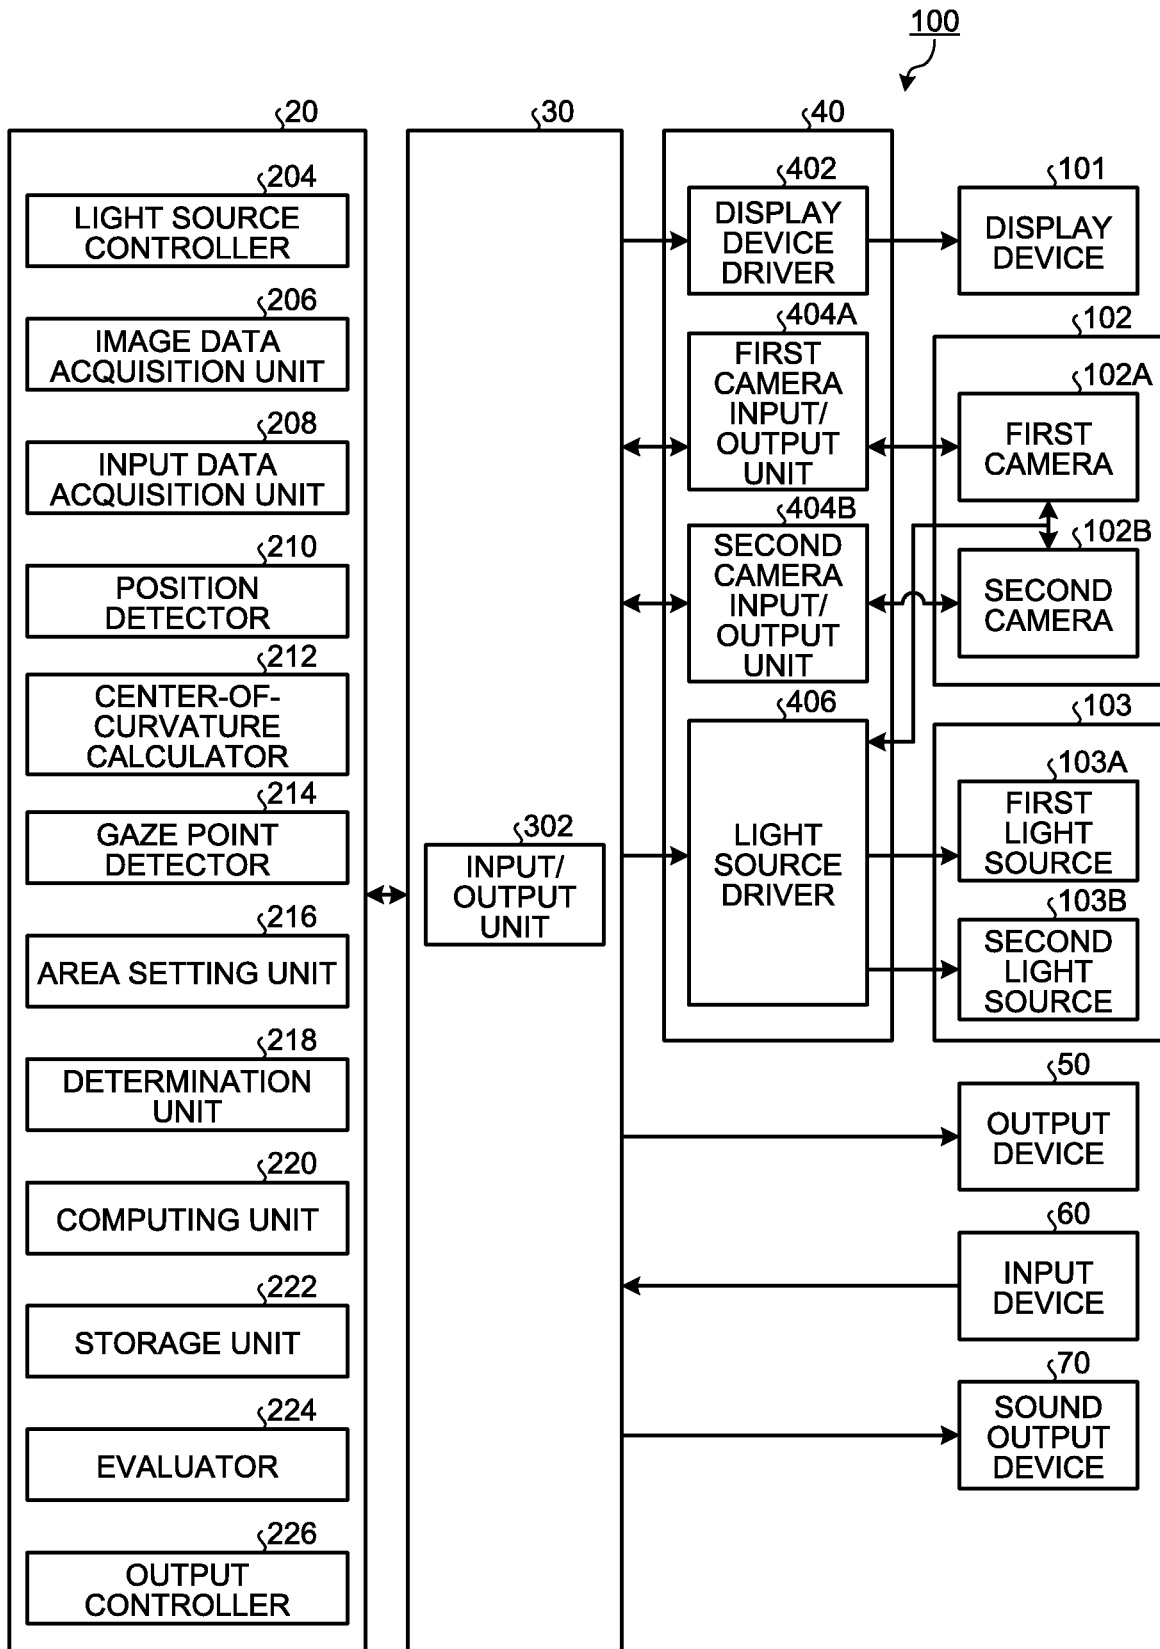 100
20
204
LIGHT SOURCE
CONTROLLER
206
IMAGE DATA
ACQUISITION UNIT
208
INPUT DATA
ACQUISITION UNIT
210
POSITION
DETECTOR
212
CENTER-OF-
CURVATURE
CALCULATOR
214
GAZE POINT
DETECTOR
216
AREA SETTING UNIT
218
DETERMINATION
UNIT
220
COMPUTING UNIT
222
STORAGE UNIT
224
EVALUATOR
226
OUTPUT
CONTROLLER
30
302
INPUT/
OUTPUT
UNIT
40
402
DISPLAY
DEVICE
DRIVER
404A
FIRST
CAMERA
INPUT/
OUTPUT
UNIT
404B
SECOND
CAMERA
INPUT/
OUTPUT
UNIT
406
LIGHT
SOURCE
DRIVER
101
DISPLAY
DEVICE
102
102A
FIRST
CAMERA
102B
SECOND
CAMERA
103
103A
FIRST
LIGHT
SOURCE
103B
SECOND
LIGHT
SOURCE
50
OUTPUT
DEVICE
60
INPUT
DEVICE
70
SOUND
OUTPUT
DEVICE